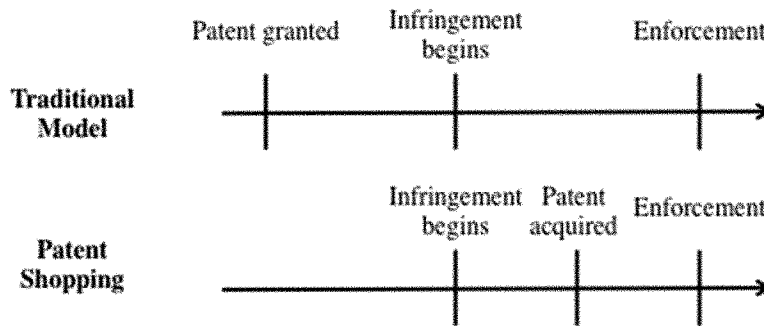 Patent granted
Infringement
begins
Enforcement
Traditional
Model
Infringement
begins
Patent
acquired
Enforcement
Patent
Shopping